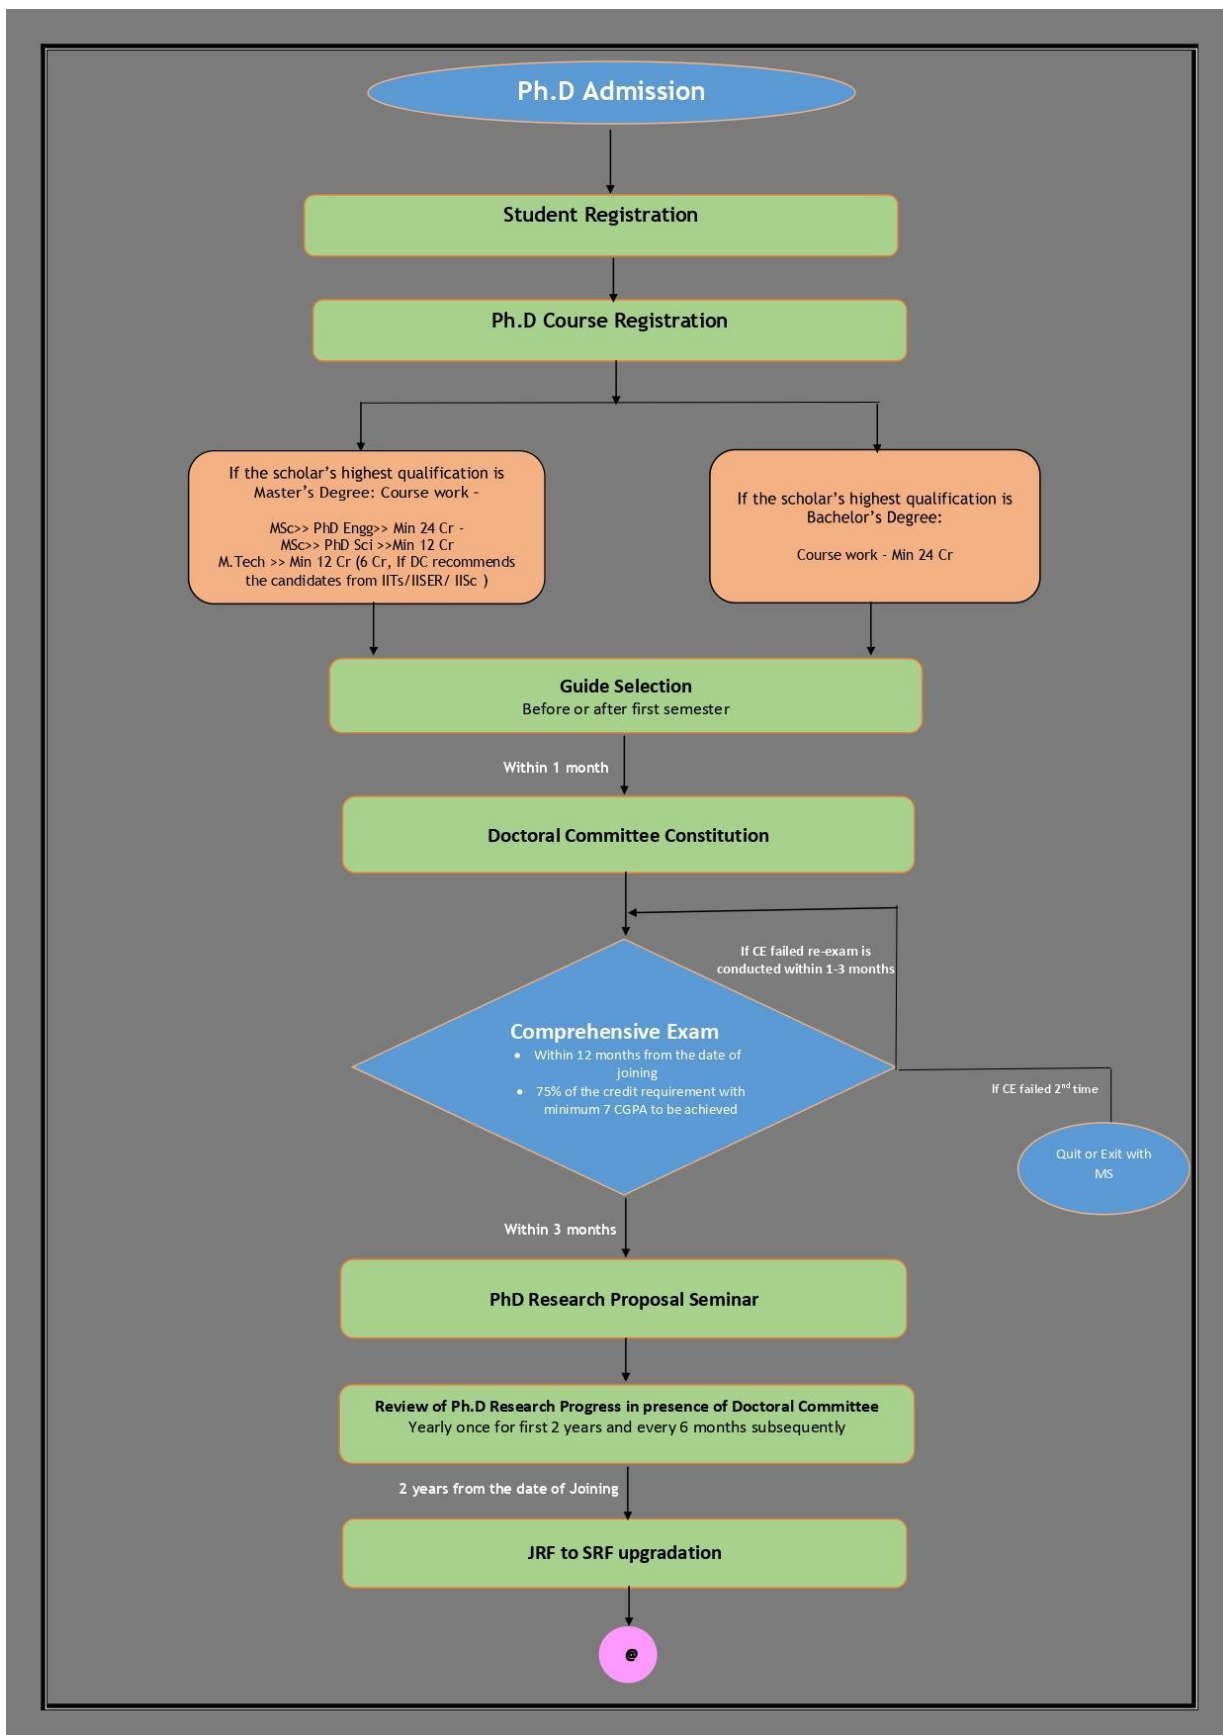 Ph.D Admission
Student Registration
Ph.D Course Registration
If the scholar’s highest qualification is
Master’s Degree: Course work –
MSc>> PhD Engg>> Min 24 Cr -
MSc>> PhD Sci >>Min 12 Cr
M.Tech >> Min 12 Cr (6 Cr, If DC recommends
the candidates from IITs/IISER/ IISc )
If the scholar’s highest qualification is
Bachelor’s Degree:
Course work - Min 24 Cr
Guide Selection
Before or after first semester
Within 1 month
Doctoral Committee Constitution
If CE failed re-exam is
conducted within 1-3 months
Comprehensive Exam
• Within 12 months from the date of
joining
• 75% of the credit requirement with
minimum 7 CGPA to be achieved
If CE failed 2nd time
Quit or Exit with
MS
Within 3 months
PhD Research Proposal Seminar
Review of Ph.D Research Progress in presence of Doctoral Committee
Yearly once for first 2 years and every 6 months subsequently
2 years from the date of Joining
JRF to SRF upgradation
@